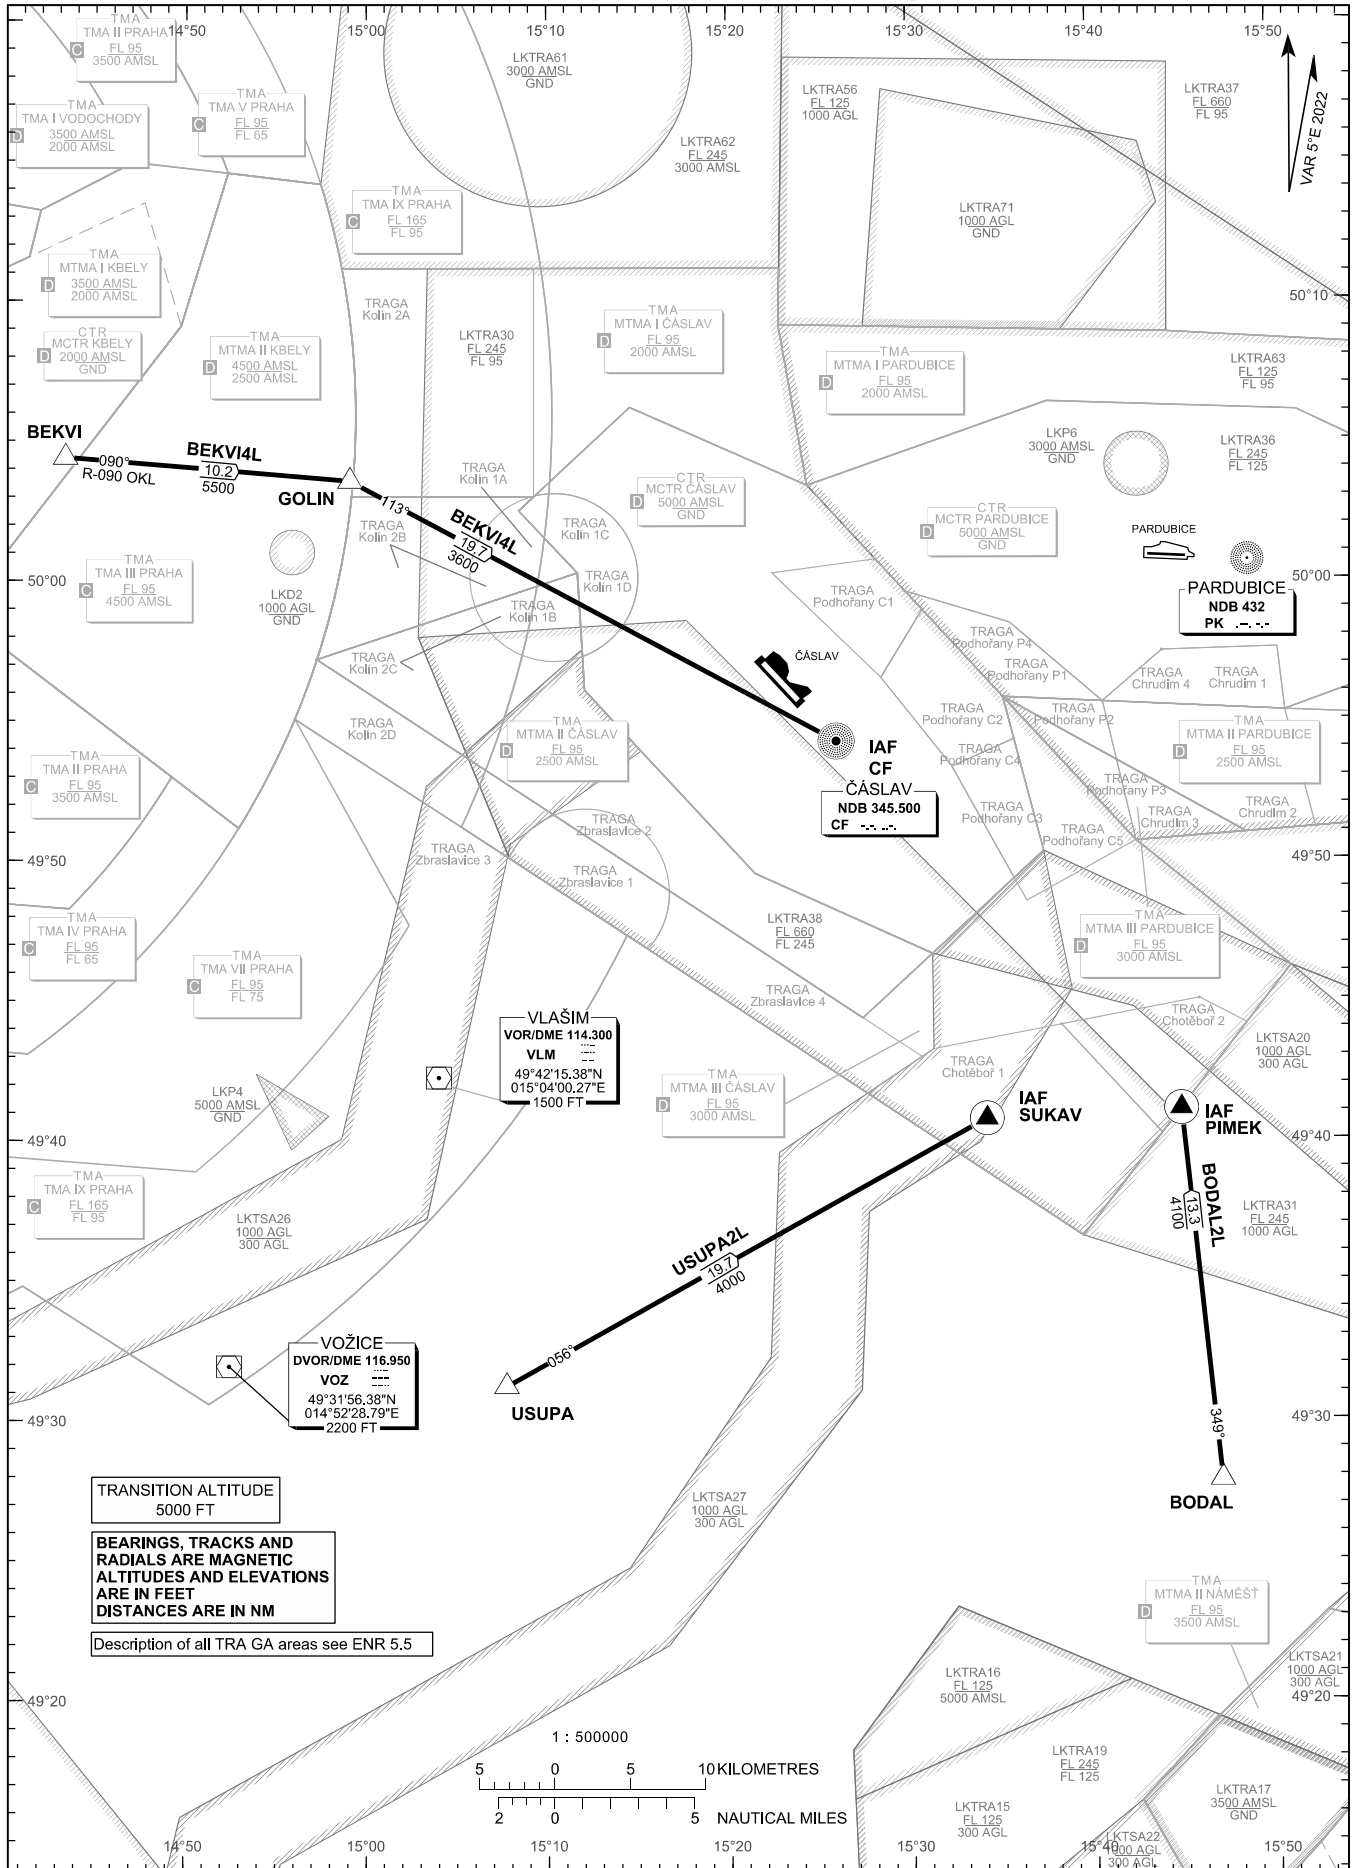 14°50
15°00
15°10
15°20
15°30
15°40
15°50
TMA
TMA II PRAHA
C
FL 95
3500 AMSL
TMA
TMA I VODOCHODY
D
3500 AMSL
2000 AMSL
TMA
TMA V PRAHA
C
FL 95
FL 65
LKTRA61
3000 AMSL
GND
LKTRA62
FL 245
3000 AMSL
LKTRA56
FL 125
1000 AGL
LKTRA37
FL 660
FL 95
VAR 5°E 2022
TMA
TMA IX PRAHA
C
FL 165
FL 95
LKTRA71
1000 AGL
GND
TMA
MTMA I KBELY
D
3500 AMSL
2000 AMSL
50°10
TRAGA
Kolín 2A
CTR
MCTR KBELY
D
2000 AMSL
GND
TMA
MTMA II KBELY
D
4500 AMSL
2500 AMSL
LKTRA30
FL 245
FL 95
TMA
MTMA I ČÁSLAV
D
FL 95
2000 AMSL
TMA
MTMA I PARDUBICE
D
FL 95
2000 AMSL
LKTRA63
FL 125
FL 95
BEKVI
090°
R-090 OKL
BEKVI4L
10.2
5500
GOLIN
113°
BEKVI4L
19.7
3600
TRAGA
Kolín 1A
LKP6
3000 AMSL
GND
LKTRA36
FL 245
FL 125
CTR
MCTR ČÁSLAV
D
5000 AMSL
GND
TRAGA
Kolín 2B
TRAGA
Kolín 1C
CTR
MCTR PARDUBICE
D
5000 AMSL
GND
PARDUBICE
TMA
TMA III PRAHA
C
FL 95
4500 AMSL
50°00
LKD2
1000 AGL
GND
TRAGA
Kolín 1D
TRAGA
Kolín 1B
50°00
TRAGA
Podhořany C1
PARDUBICE
NDB 432
PK .--. -.-
TRAGA
Podhořany P4
TRAGA
Kolín 2C
ČÁSLAV
TRAGA
Podhořany P1
TRAGA
Chrudim 4
TRAGA
Chrudim 1
TRAGA
Kolín 2D
TMA
MTMA II ČÁSLAV
D
FL 95
2500 AMSL
IAF
CF
TRAGA
Podhořany C2
TRAGA
Podhořany P2
TMA
MTMA II PARDUBICE
D
FL 95
2500 AMSL
TRAGA
Podhořany C4
TMA
TMA II PRAHA
C
FL 95
3500 AMSL
ČÁSLAV
NDB 345.500
CF -.-. ..-.
TRAGA
Podhořany P3
TRAGA
Podhořany C3
TRAGA
Chrudim 3
TRAGA
Chrudim 2
TRAGA
Zbraslavice 2
TRAGA
Zbraslavice 3
TRAGA
Podhořany C5
49°50
49°50
TRAGA
Zbraslavice 1
TMA
TMA IV PRAHA
C
FL 95
FL 65
LKTRA38
FL 660
FL 245
TMA
MTMA III PARDUBICE
D
FL 95
3000 AMSL
TMA
TMA VII PRAHA
C
FL 95
FL 75
TRAGA
Zbraslavice 4
TRAGA
Chotěboř 2
VLAŠIM
VOR/DME 114.300
VLM
49°42'15.38"N
015°04'00.27"E
1500 FT
LKTSA20
1000 AGL
300 AGL
TRAGA
Chotěboř 1
LKP4
5000 AMSL
GND
TMA
MTMA III ČÁSLAV
D
FL 95
3000 AMSL
IAF
SUKAV
IAF
PIMEK
49°40
49°40
TMA
TMA IX PRAHA
C
FL 165
FL 95
LKTSA26
1000 AGL
300 AGL
BODAL2L
13.3
4100
LKTRA31
FL 245
1000 AGL
USUPA2L
19.7
4000
056°
USUPA
VOŽICE
DVOR/DME 116.950
VOZ
49°31'56.38"N
014°52'28.79"E
2200 FT
49°30
49°30
349°
BODAL
TRANSITION ALTITUDE
5000 FT
LKTSA27
1000 AGL
300 AGL
BEARINGS, TRACKS AND
RADIALS ARE MAGNETIC
ALTITUDES AND ELEVATIONS
ARE IN FEET
DISTANCES ARE IN NM
Description of all TRA GA areas see ENR 5.5
TMA
MTMA II NÁMĚŠŤ
D
FL 95
3500 AMSL
LKTSA21
1000 AGL
300 AGL
49°20
49°20
LKTRA16
FL 125
5000 AMSL
1 : 500000
5 0 5 10 KILOMETRES
2 0 5 NAUTICAL MILES
LKTRA19
FL 245
FL 125
LKTRA17
3500 AMSL
GND
LKTRA15
FL 125
300 AGL
LKTSA22
1000 AGL
300 AGL
14°50
15°00
15°10
15°20
15°30
15°40
15°50